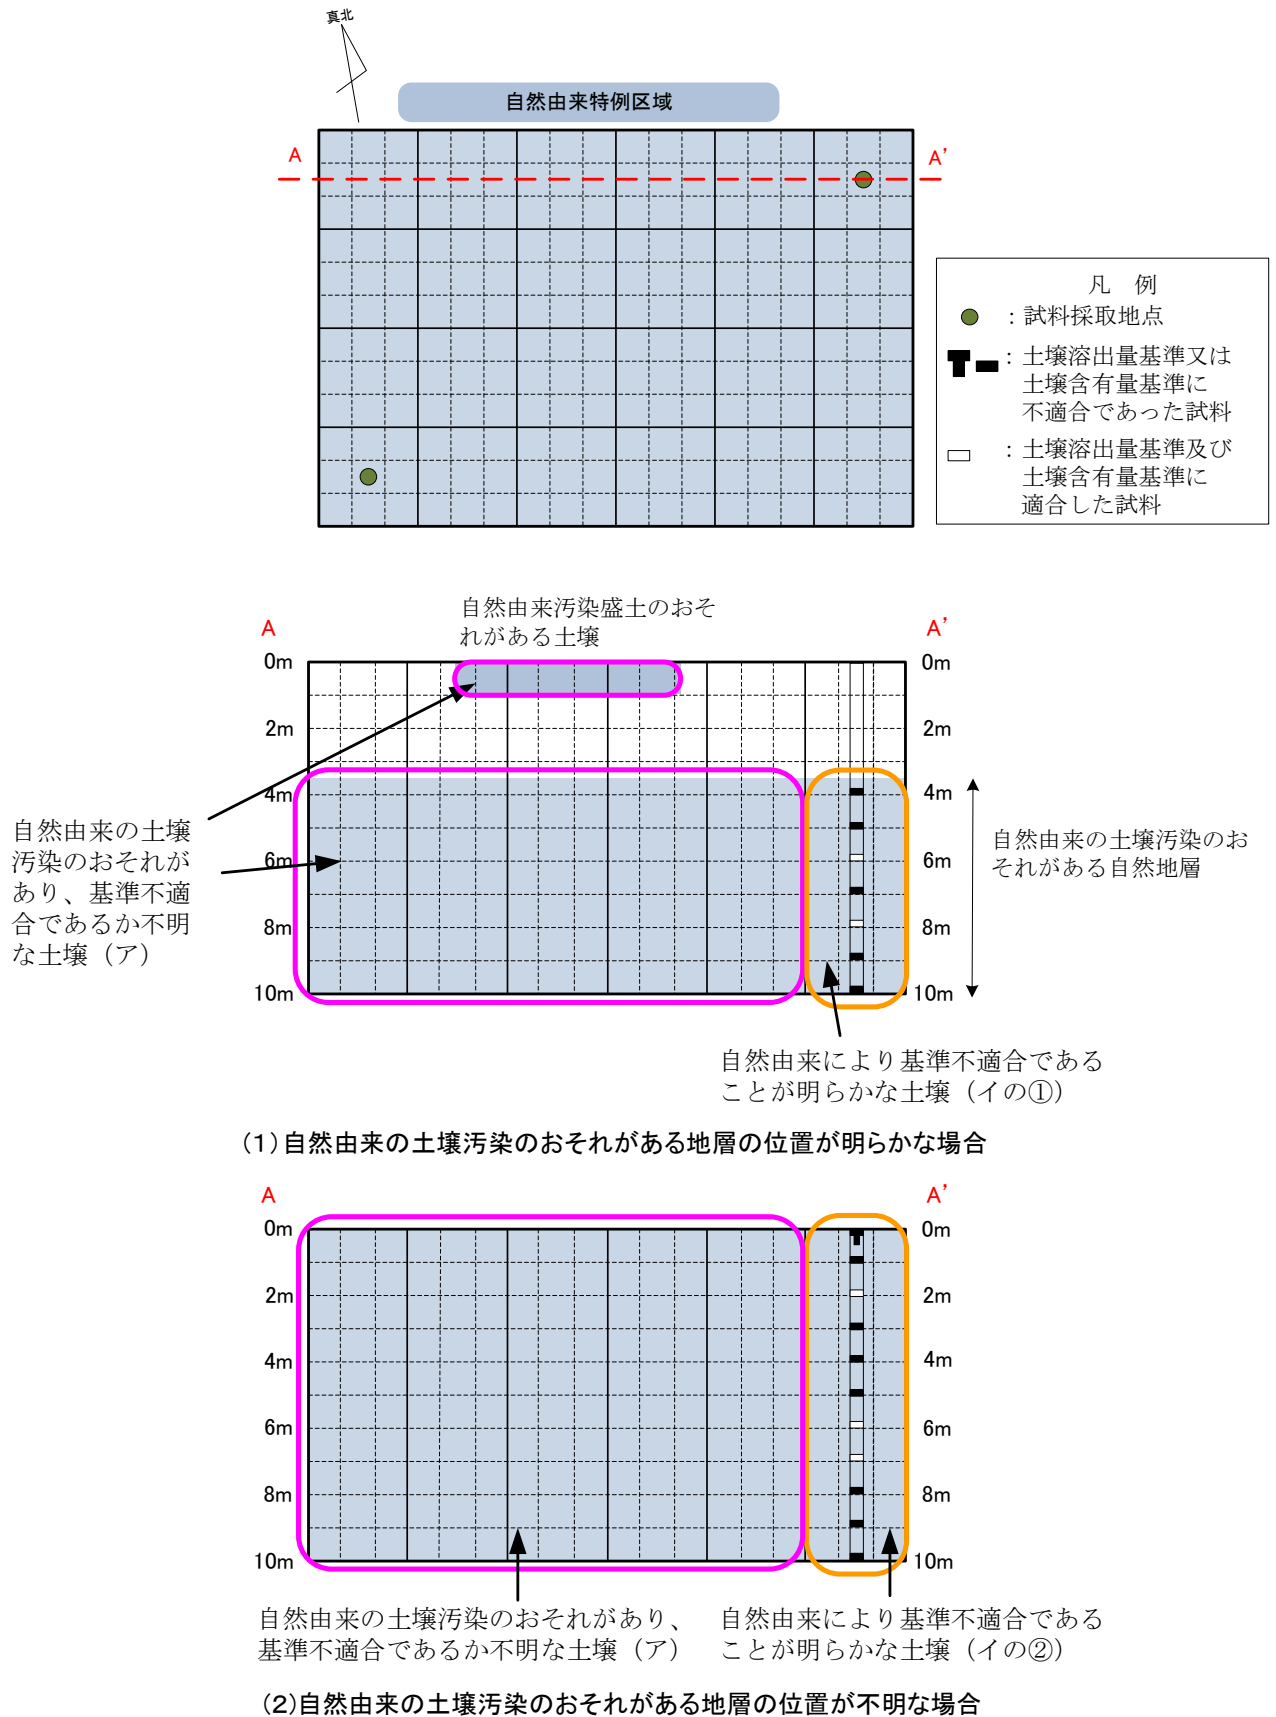 真北
自然由来特例区域
A
A'
凡 例
：試料採取地点
：土壌溶出量基準又は
土壌含有量基準に
不適合であった試料
：土壌溶出量基準及び
土壌含有量基準に
適合した試料
自然由来汚染盛土のおそ
れがある土壌
A
A'
0m
0m
2m
2m
4m
4m
6m
6m
8m
8m
10m
10m
自然由来の土壌
汚染のおそれが
あり、基準不適
合であるか不明
な土壌（ア）
自然由来の土壌汚染のお
それがある自然地層
自然由来により基準不適合である
ことが明らかな土壌（イの①）
(1)自然由来の土壌汚染のおそれがある地層の位置が明らかな場合
A
A'
0m
0m
2m
2m
4m
4m
6m
6m
8m
8m
10m
10m
自然由来の土壌汚染のおそれがあり、
基準不適合であるか不明な土壌（ア）
自然由来により基準不適合である
ことが明らかな土壌（イの②）
(2)自然由来の土壌汚染のおそれがある地層の位置が不明な場合